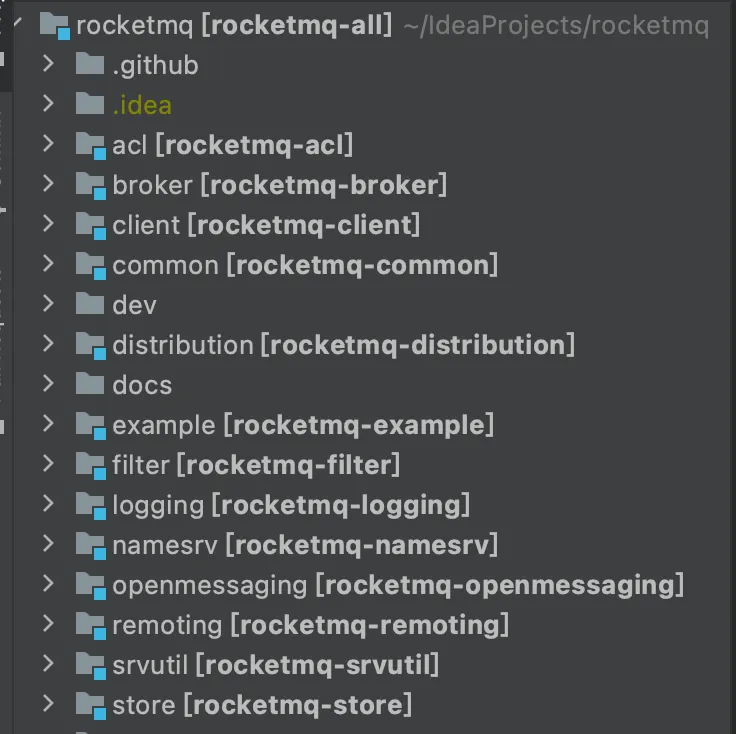 rocketmq [rocketmq-all] ~/IdeaProjects/rocketmq
.github
.idea
acl [rocketmq-acl]
broker [rocketmq-broker]
client [rocketmq-client]
common [rocketmq-common]
dev
distribution [rocketmq-distribution]
docs
example [rocketmq-example]
filter [rocketmq-filter]
logging [rocketmq-logging]
namesrv [rocketmq-namesrv]
openmessaging [rocketmq-openmessaging]
remoting [rocketmq-remoting]
srvutil [rocketmq-srvutil]
store [rocketmq-store]